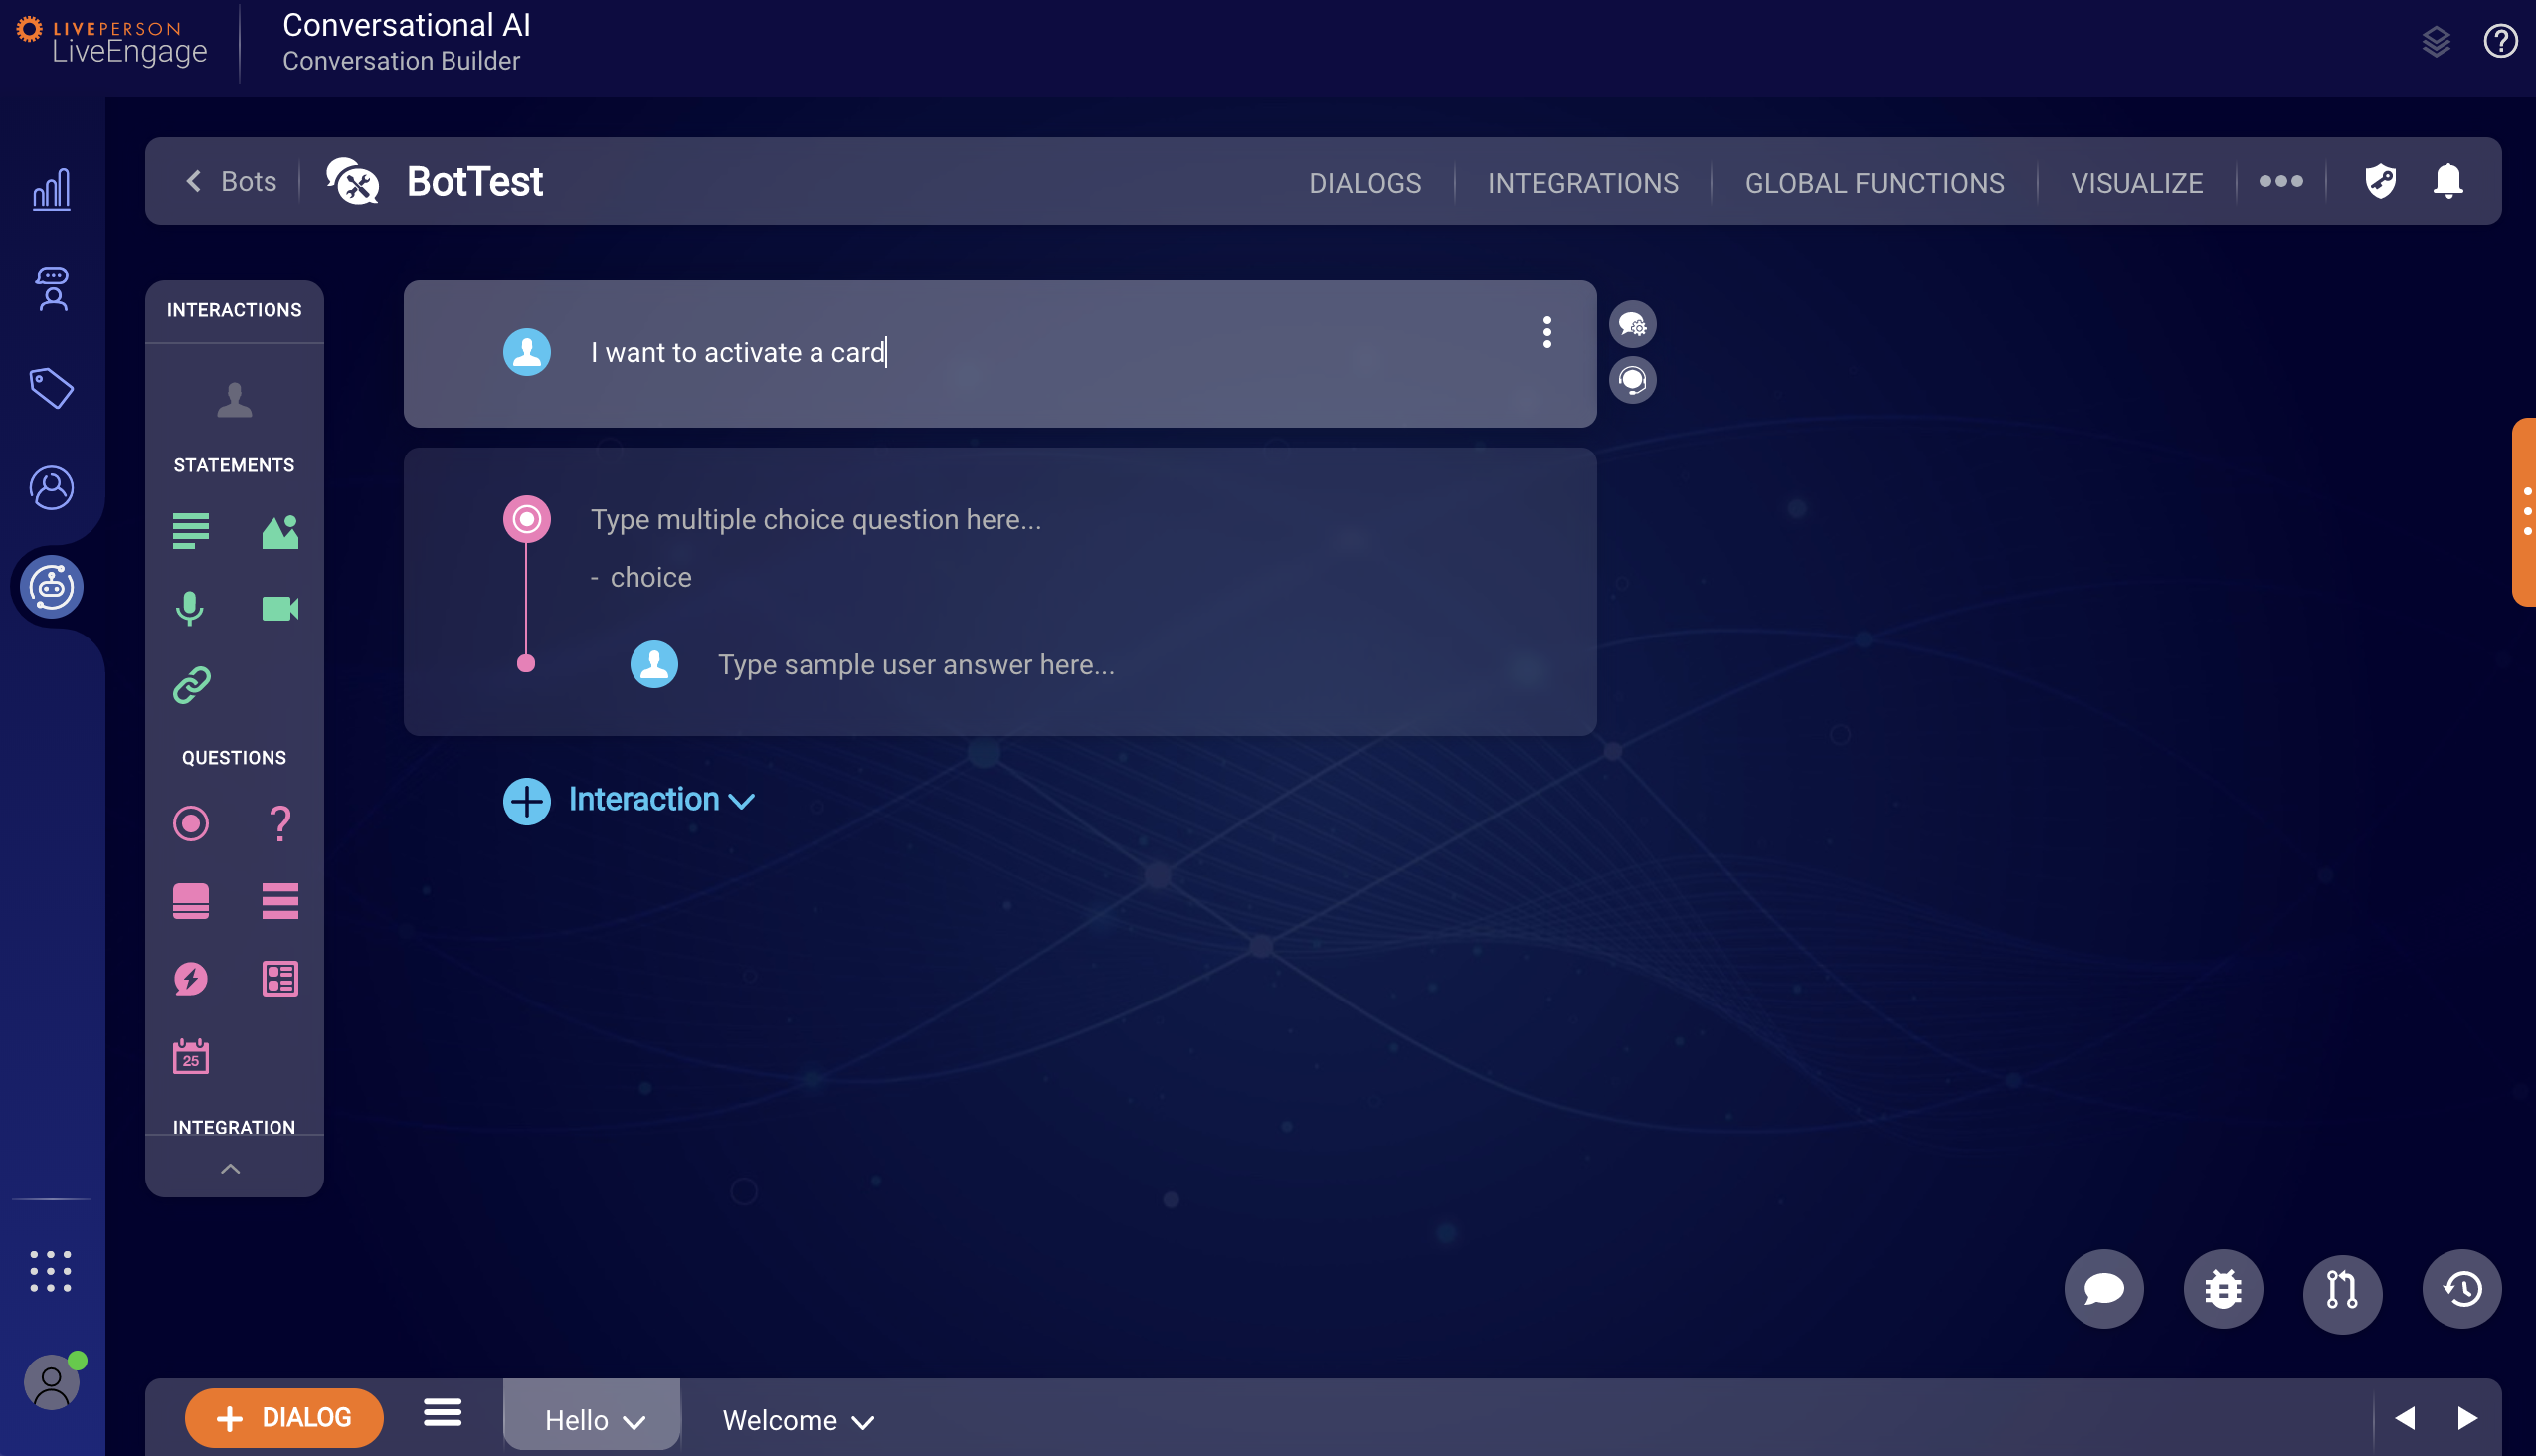 LIVEPERSON
LiveEngage
Conversational AI
Conversation Builder
Bots
BotTest
DIALOGS
INTEGRATIONS
GLOBAL FUNCTIONS
VISUALIZE
INTERACTIONS
STATEMENTS
QUESTIONS
25
INTEGRATION
I want to activate a card
Type multiple choice question here...
- choice
Type sample user answer here...
Interaction
DIALOG
Hello
Welcome